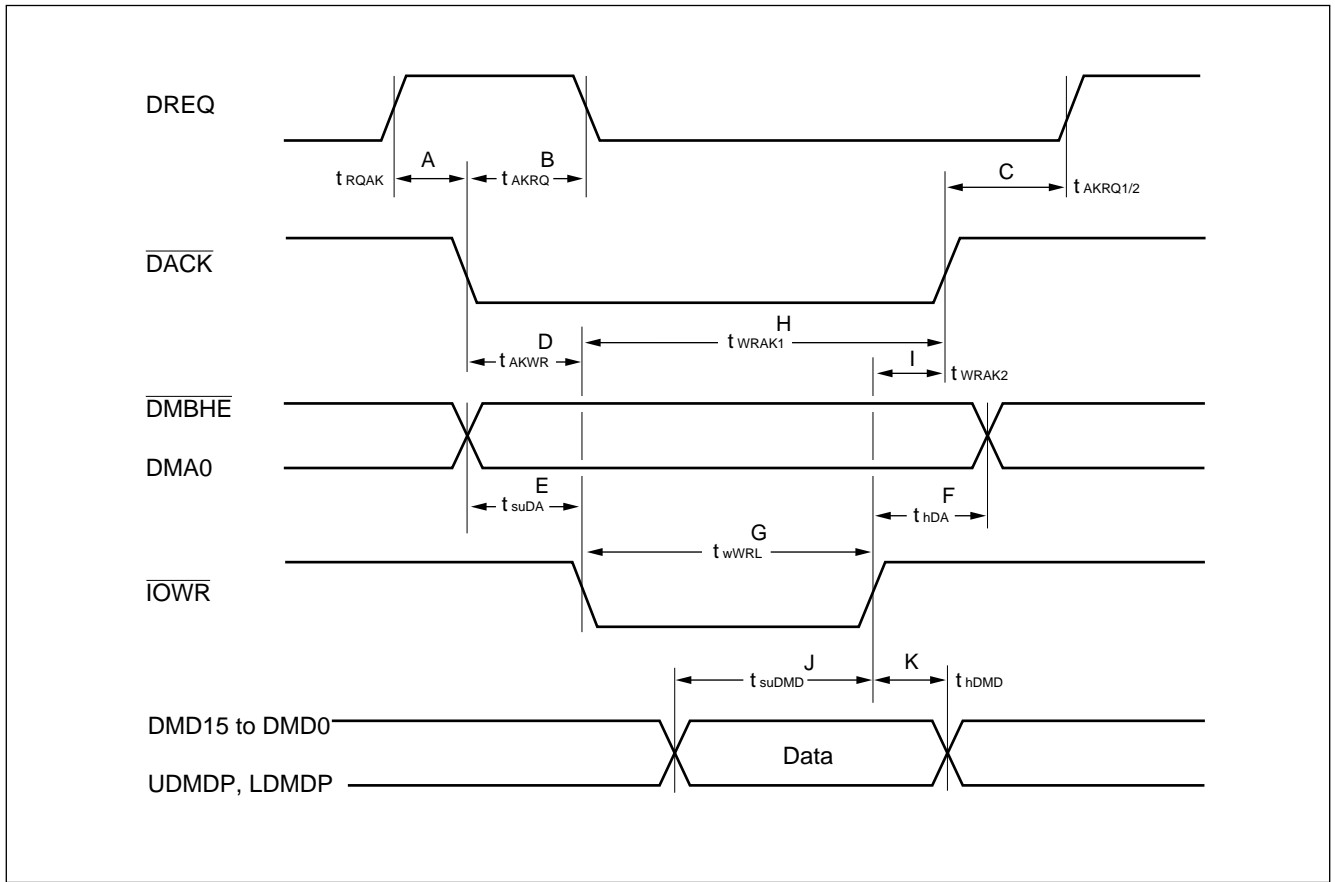 DREQ
A
B
C
t RQAK
t AKRQ
t AKRQ1/2
DACK
H
D
t WRAK1
t AKWR
I
t WRAK2
DMBHE
DMA0
E
F
t suDA
t hDA
G
t wWRL
IOWR
J
K
t suDMD
t hDMD
DMD15 to DMD0
Data
UDMDP, LDMDP